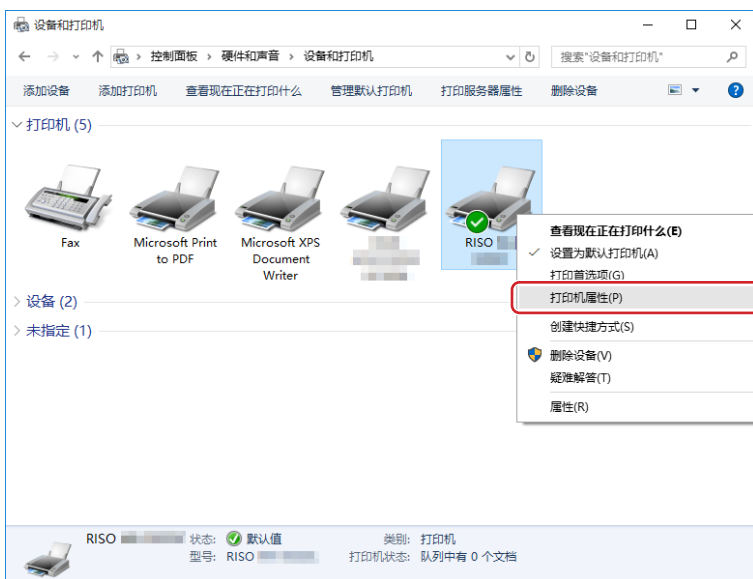 设备和打印机
控制面板 › 硬件和声音 › 设备和打印机
搜索"设备和打印机"
添加设备 添加打印机 查看现在正在打印什么 管理默认打印机 打印服务器属性 删除设备
打印机 (5)
Fax
Microsoft Print
to PDF
Microsoft XPS
Document
Writer
RISO
查看现在正在打印什么(E)
设置为默认打印机(A)
打印首选项(G)
打印机属性(P)
创建快捷方式(S)
删除设备(V)
疑难解答(T)
属性(R)
设备 (2)
未指定 (1)
RISO 状态: 默认值 类别: 打印机
型号: RISO 打印机状态: 队列中有 0 个文档